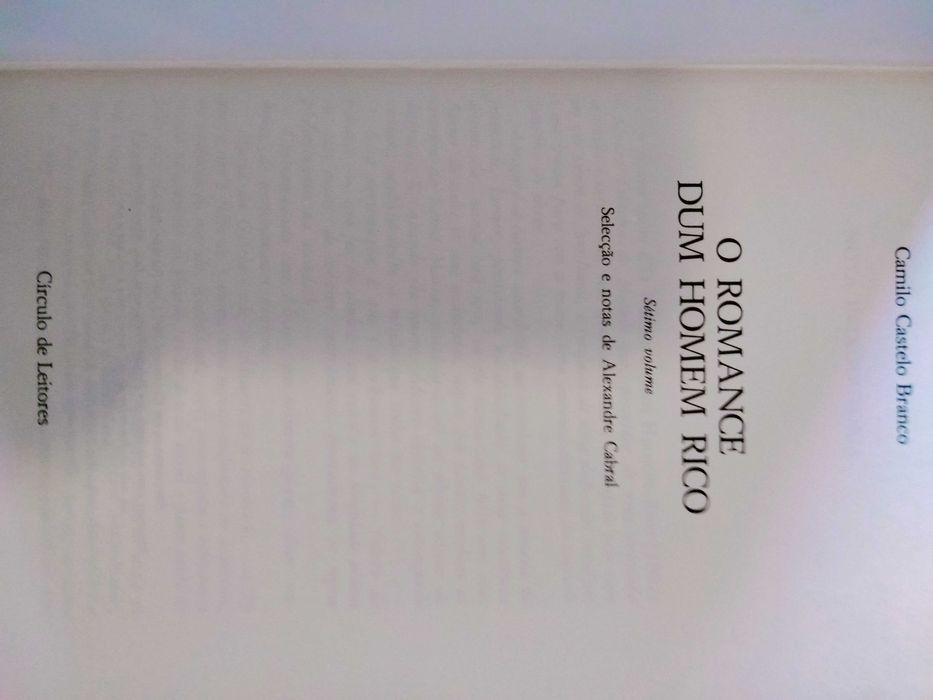 Camilo Castelo Branco
O ROMANCE
DUM HOMEM RICO
Sétimo volume
Selecção e notas de Alexandre Cabral
Círculo de Leitores